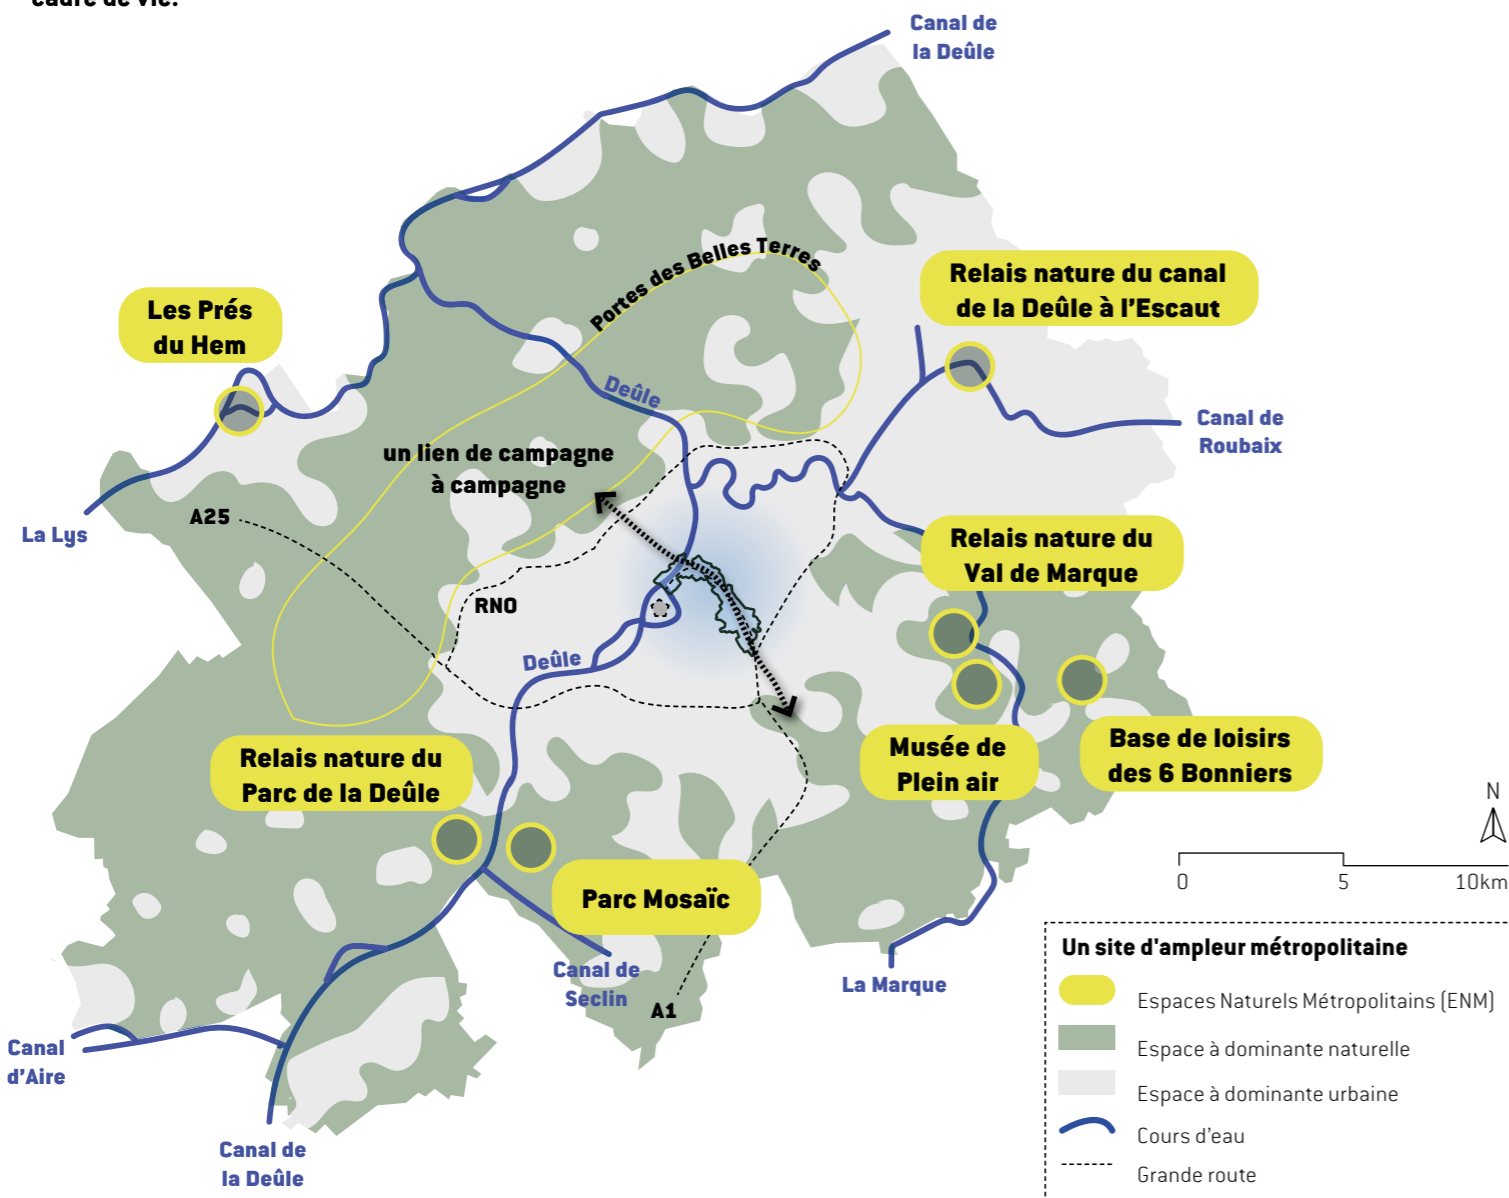 cadre de vie.
Canal de
la Deûle
Portes des Belles Terres
Relais nature du canal
de la Deûle à l'Escaut
Les Prés
du Hem
Deûle
Canal de
Roubaix
un lien de campagne
à campagne
A25
La Lys
Relais nature du
Val de Marque
RNO
Deûle
Relais nature du
Parc de la Deûle
Musée de
Plein air
Base de loisirs
des 6 Bonniers
N
0 5 10km
Parc Mosaïc
Canal de
Seclin
A1
La Marque
Canal
d'Aire
Canal de
la Deûle
Un site d'ampleur métropolitaine
Espaces Naturels Métropolitains (ENM)
Espace à dominante naturelle
Espace à dominante urbaine
Cours d'eau
Grande route